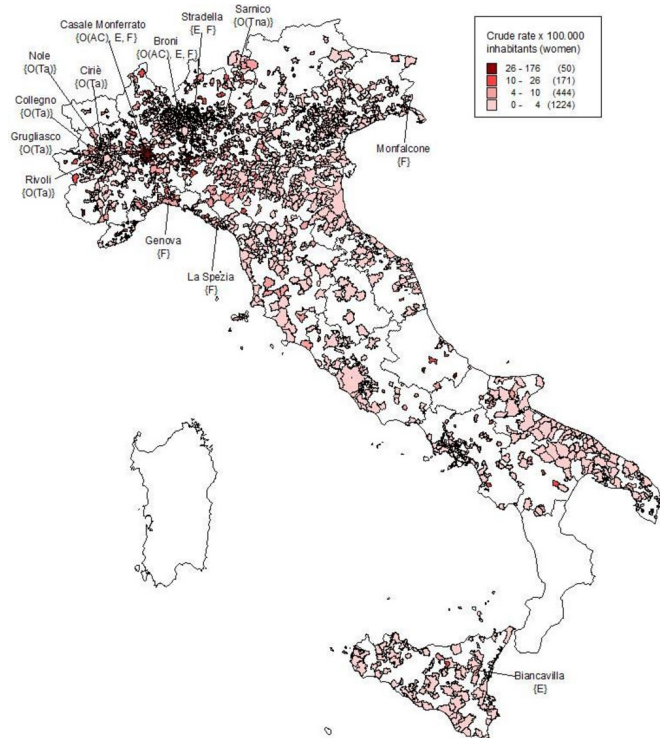 Sarnico
{O(Tna)}
Stradella
{E, F}
Casale Monferrato
{O(AC), E, F}
Broni
{O(AC), E, F}
Nole
{O(Ta)}
Ciriè
{O(Ta)}
Collegno
{O(Ta)}
Grugliasco
{O(Ta)}
Rivoli
{O(Ta)}
Genova
{F}
La Spezia
{F}
Monfalcone
{F}
Biancavilla
{E}
Crude rate x 100.000
inhabitants (women)
26 - 176 (50)
10 - 26 (171)
4 - 10 (444)
0 - 4 (1224)